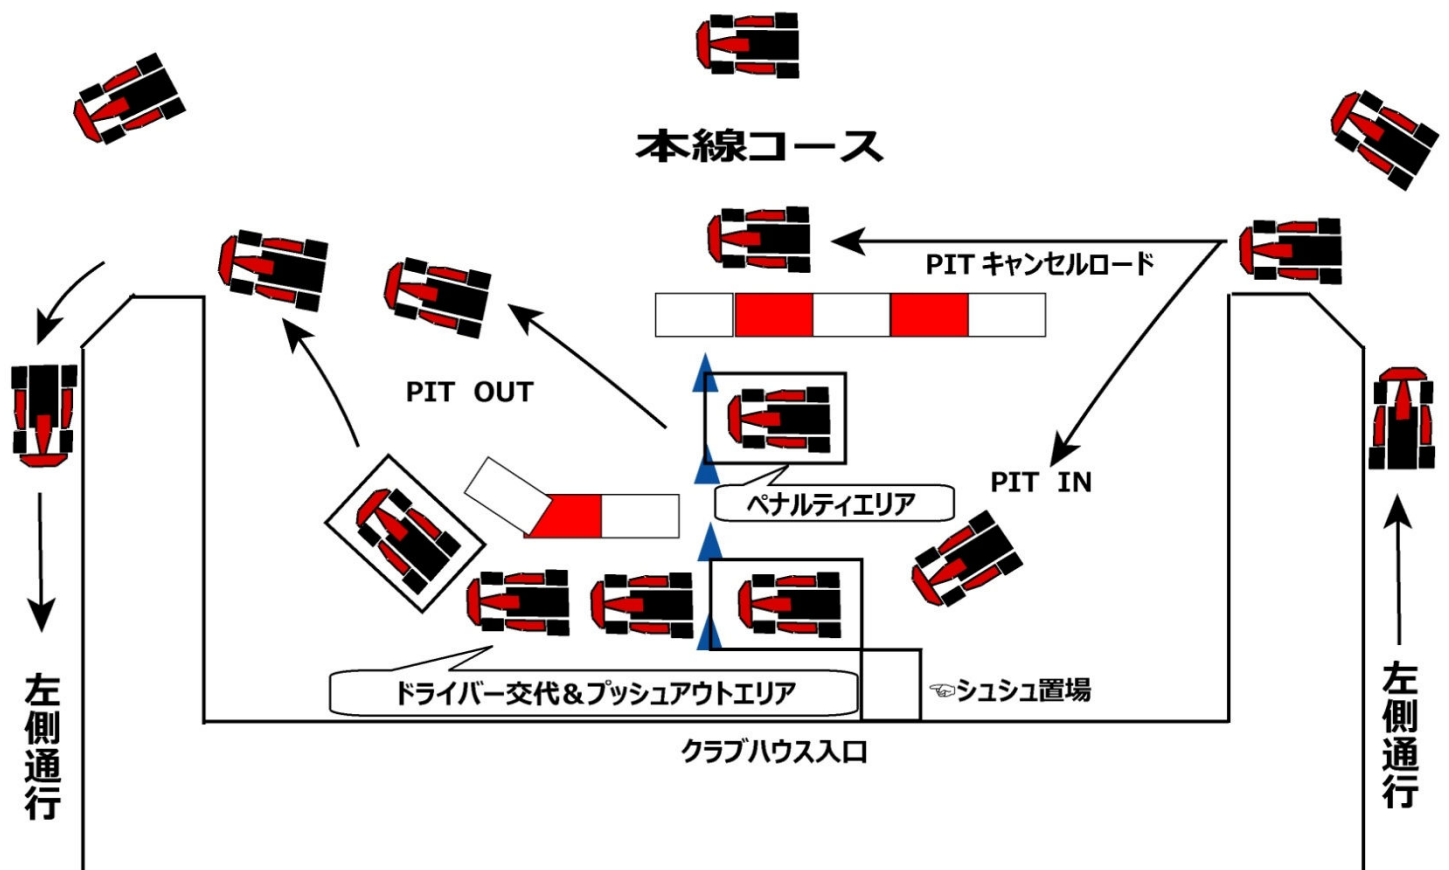 本線コース
PIT キャンセルロード
PIT OUT
PIT IN
ペナルティエリア
ドライバー交代＆プッシュアウトエリア
☜シュシュ置場
クラブハウス入口
左側通行
左側通行